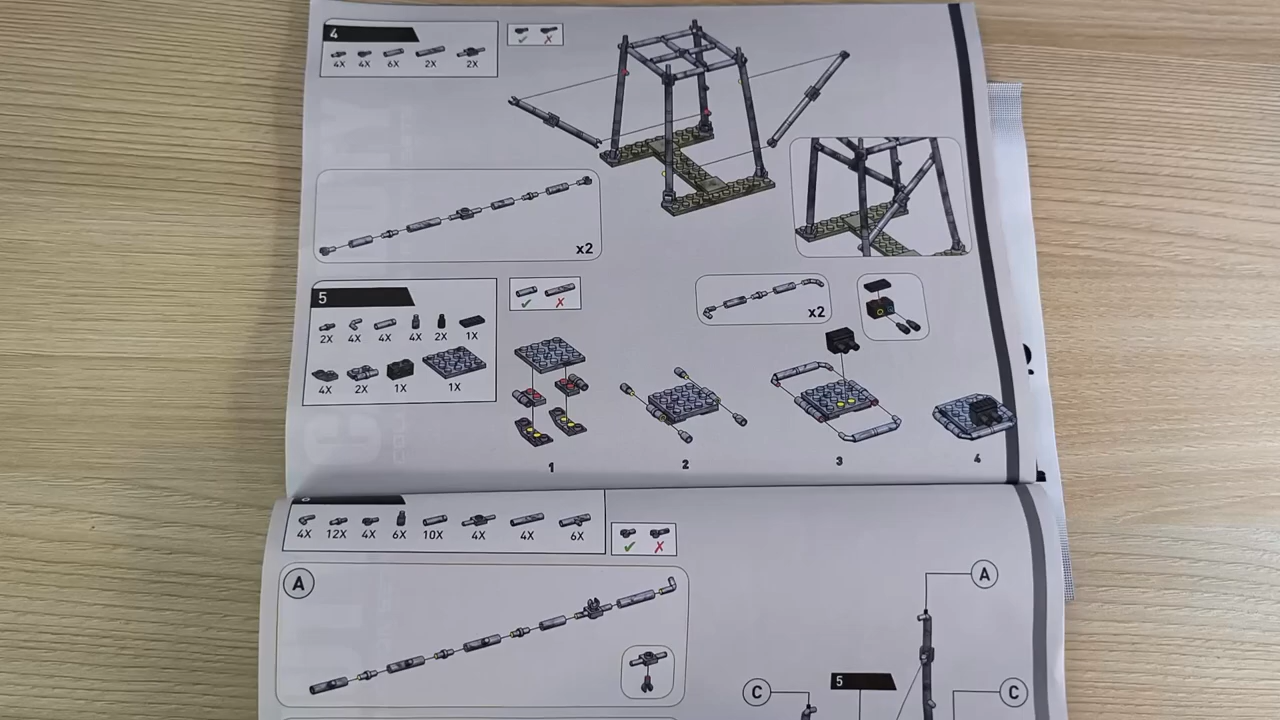 4
4X 4X 6X 2X 2X
x2
5
2X 4X 4X 4X 2X 1X
4X 2X 1X 1X
x2
1 2 3 4
4X 12X 4X 6X 10X 4X 4X 6X
A
A
5
C C